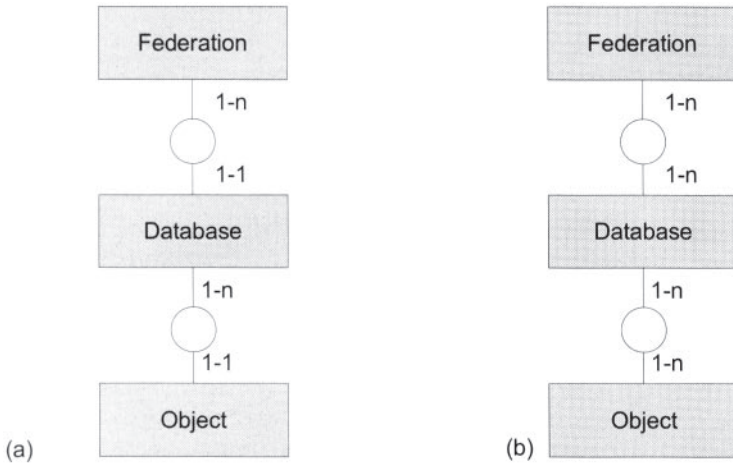 Federation
1-n
1-1
Database
1-n
1-1
Object
(a)
Federation
1-n
1-n
Database
1-n
1-n
Object
(b)